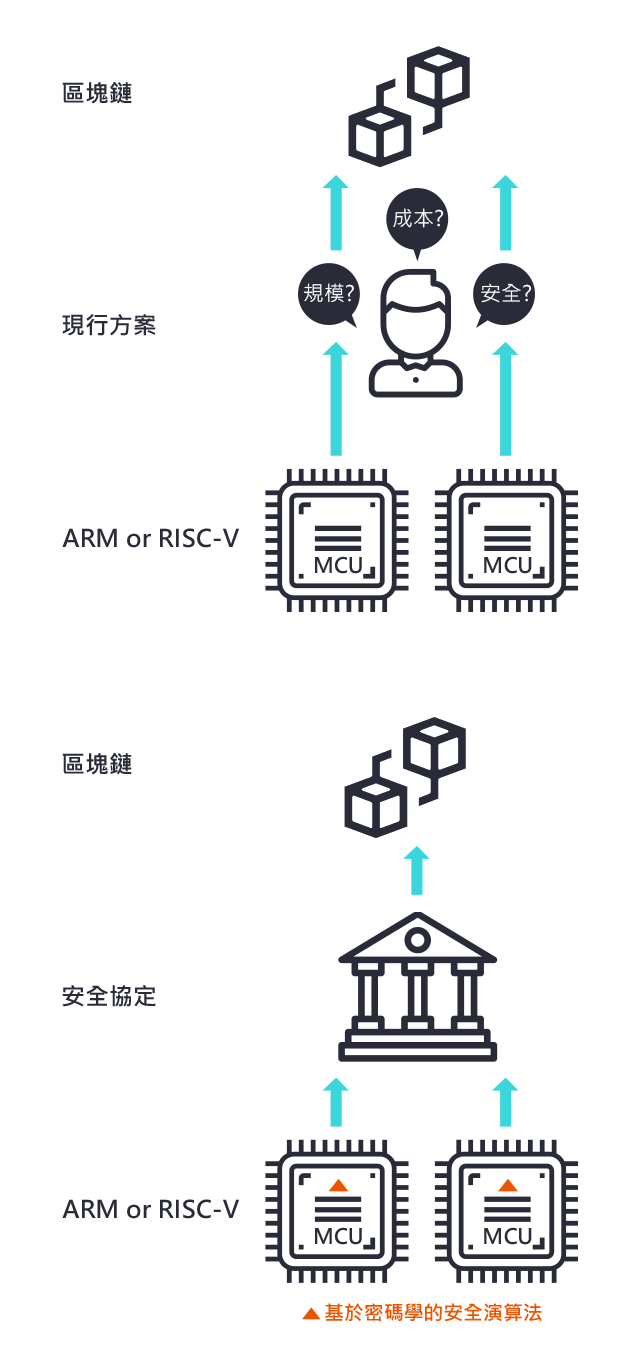 區塊鏈
成本?
規模?
安全?
現行方案
ARM or RISC-V
MCU
MCU
區塊鏈
安全協定
ARM or RISC-V
MCU
MCU
基於密碼學的安全演算法